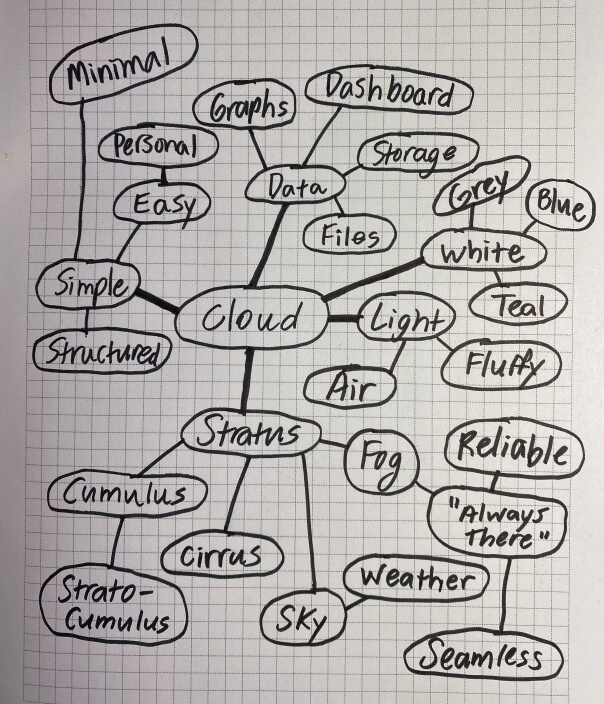 Minimal
Graphs
Dashboard
Personal
Storage
Easy
Data
Grey
Blue
Files
White
Simple
Teal
Cloud
Light
Structured
Fluffy
Air
Stratus
Fog
Reliable
Cumulus
"Always
There"
Cirrus
Weather
Strato-
Cumulus
Sky
Seamless